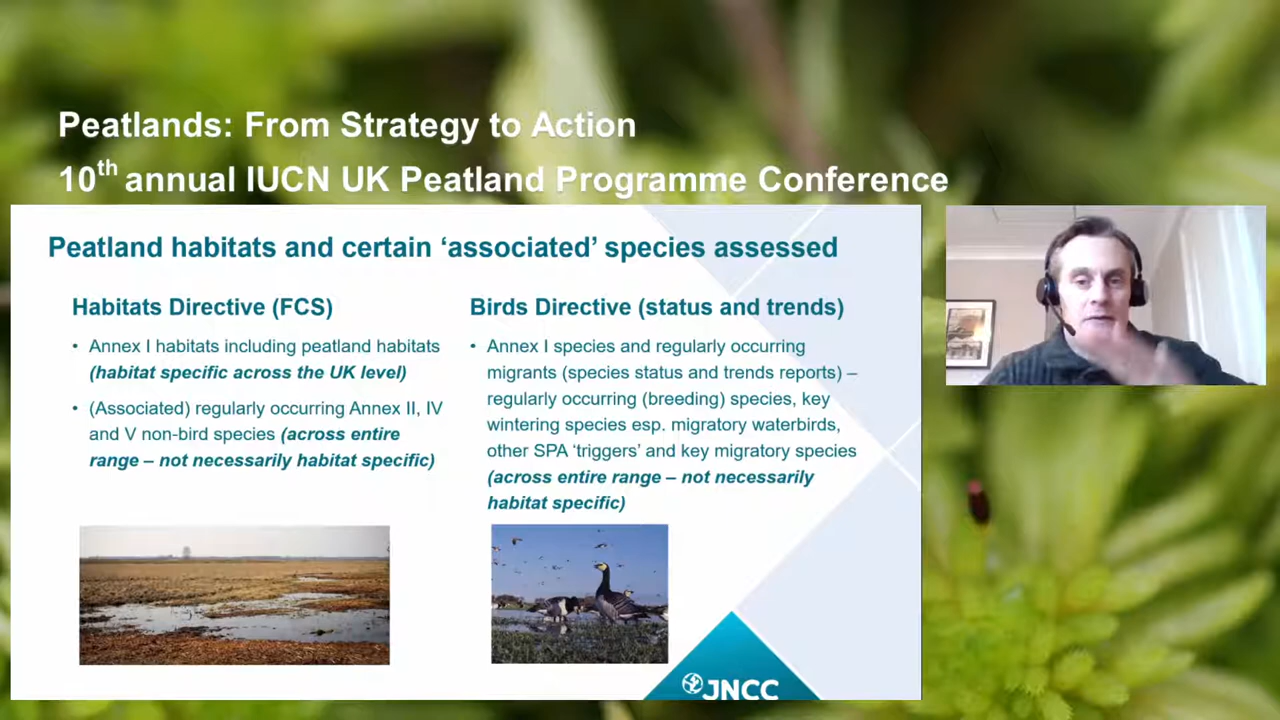 Peatlands: From Strategy to Action
10th annual IUCN UK Peatland Programme Conference
Peatland habitats and certain ‘associated’ species assessed
Habitats Directive (FCS)
• Annex I habitats including peatland habitats
(habitat specific across the UK level)
• (Associated) regularly occurring Annex II, IV
and V non-bird species (across entire
range – not necessarily habitat specific)
Birds Directive (status and trends)
• Annex I species and regularly occurring
migrants (species status and trends reports) –
regularly occurring (breeding) species, key
wintering species esp. migratory waterbirds,
other SPA ‘triggers’ and key migratory species
(across entire range – not necessarily
habitat specific)
JNCC